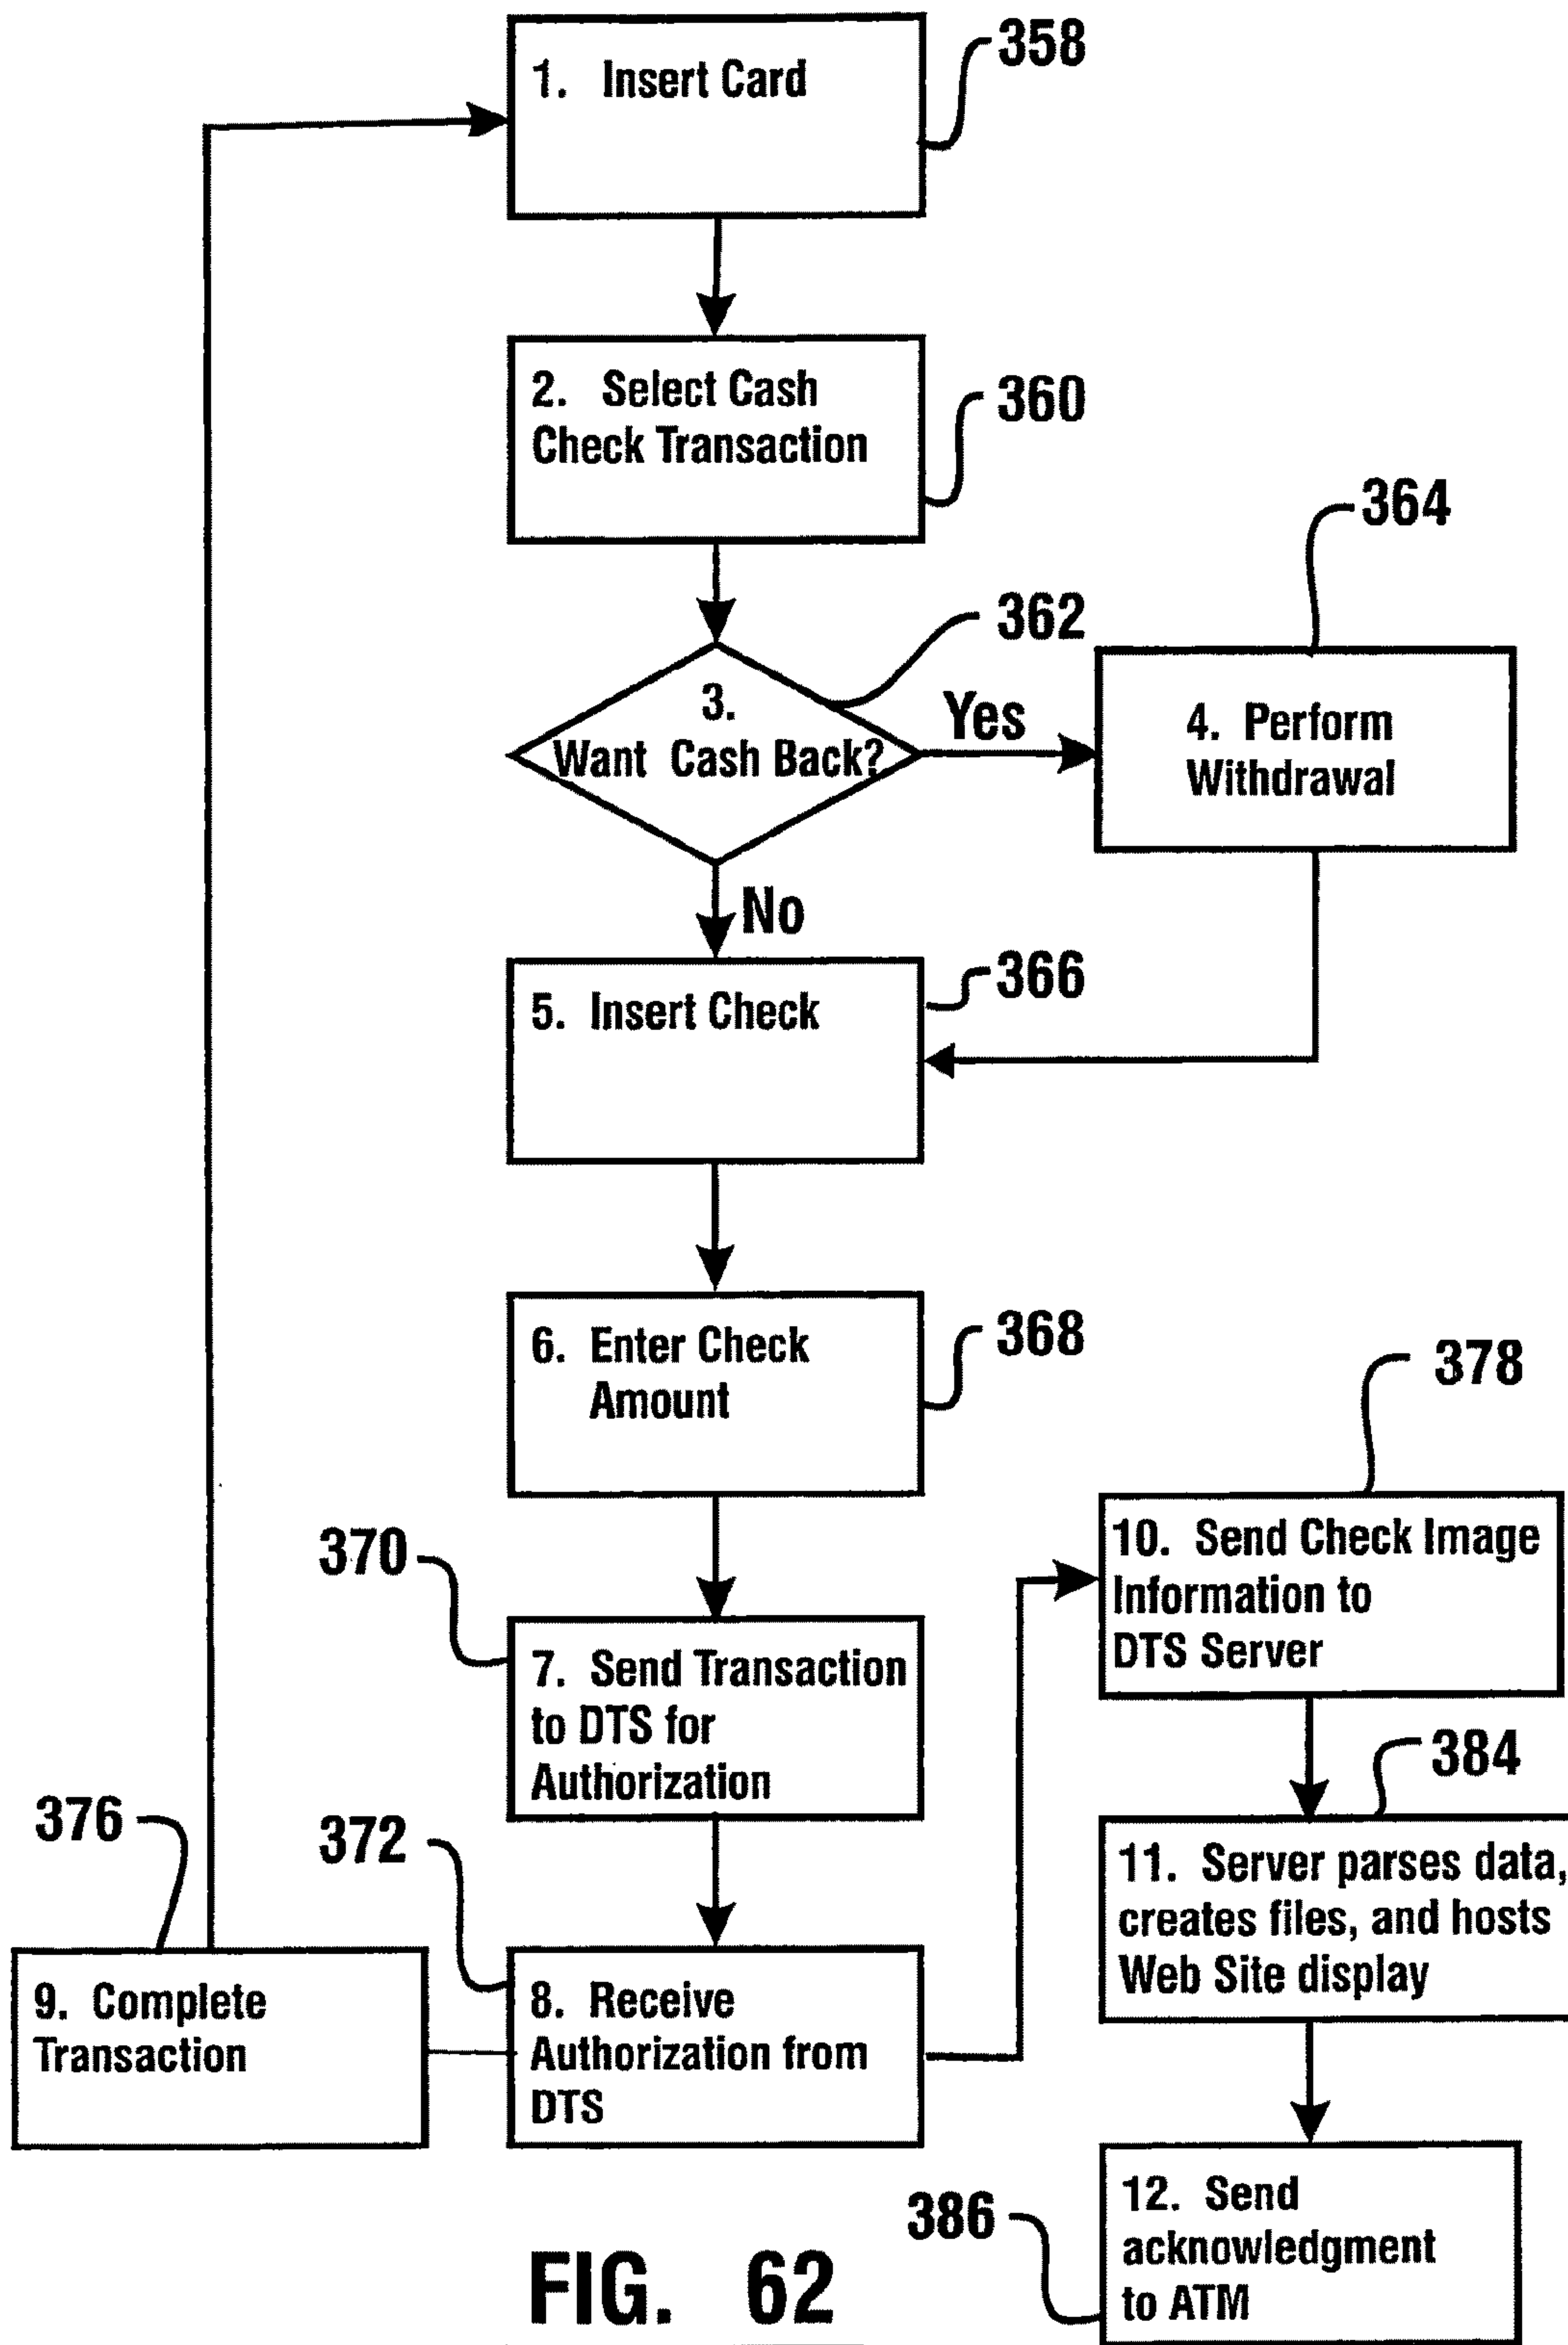 1. Insert Card
358
2. Select Cash
Check Transaction
360
364
362
3.
Want Cash Back?
Yes
4. Perform
Withdrawal
No
366
5. Insert Check
6. Enter Check
Amount
368
378
370
10. Send Check Image
Information to
DTS Server
7. Send Transaction
to DTS for
Authorization
384
376
372
11. Server parses data,
creates files, and hosts
Web Site display
9. Complete
Transaction
8. Receive
Authorization from
DTS
386
12. Send
acknowledgment
to ATM
FIG. 62